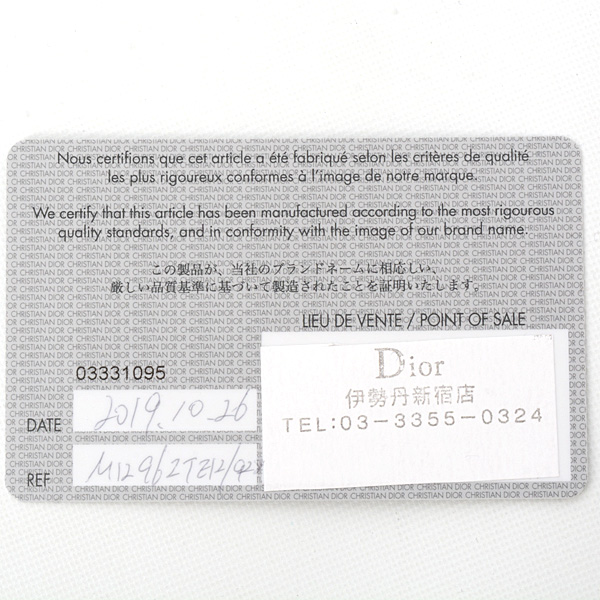 Nous certifions que cet article a été fabriqué selon les critères de qualité
les plus rigoureux conformes à l'image de notre marque.
We certify that this article has been manufactured according to the most rigourous
quality standards, and in conformity with the image of our brand name.
この製品が、当社のブランドネームに相応しい、
厳しい品質基準に基づいて製造されたことを証明いたします。
LIEU DE VENTE / POINT OF SALE
03331095
Dior
伊勢丹新宿店
TEL:03-3355-0324
DATE 2019.10.26
REF